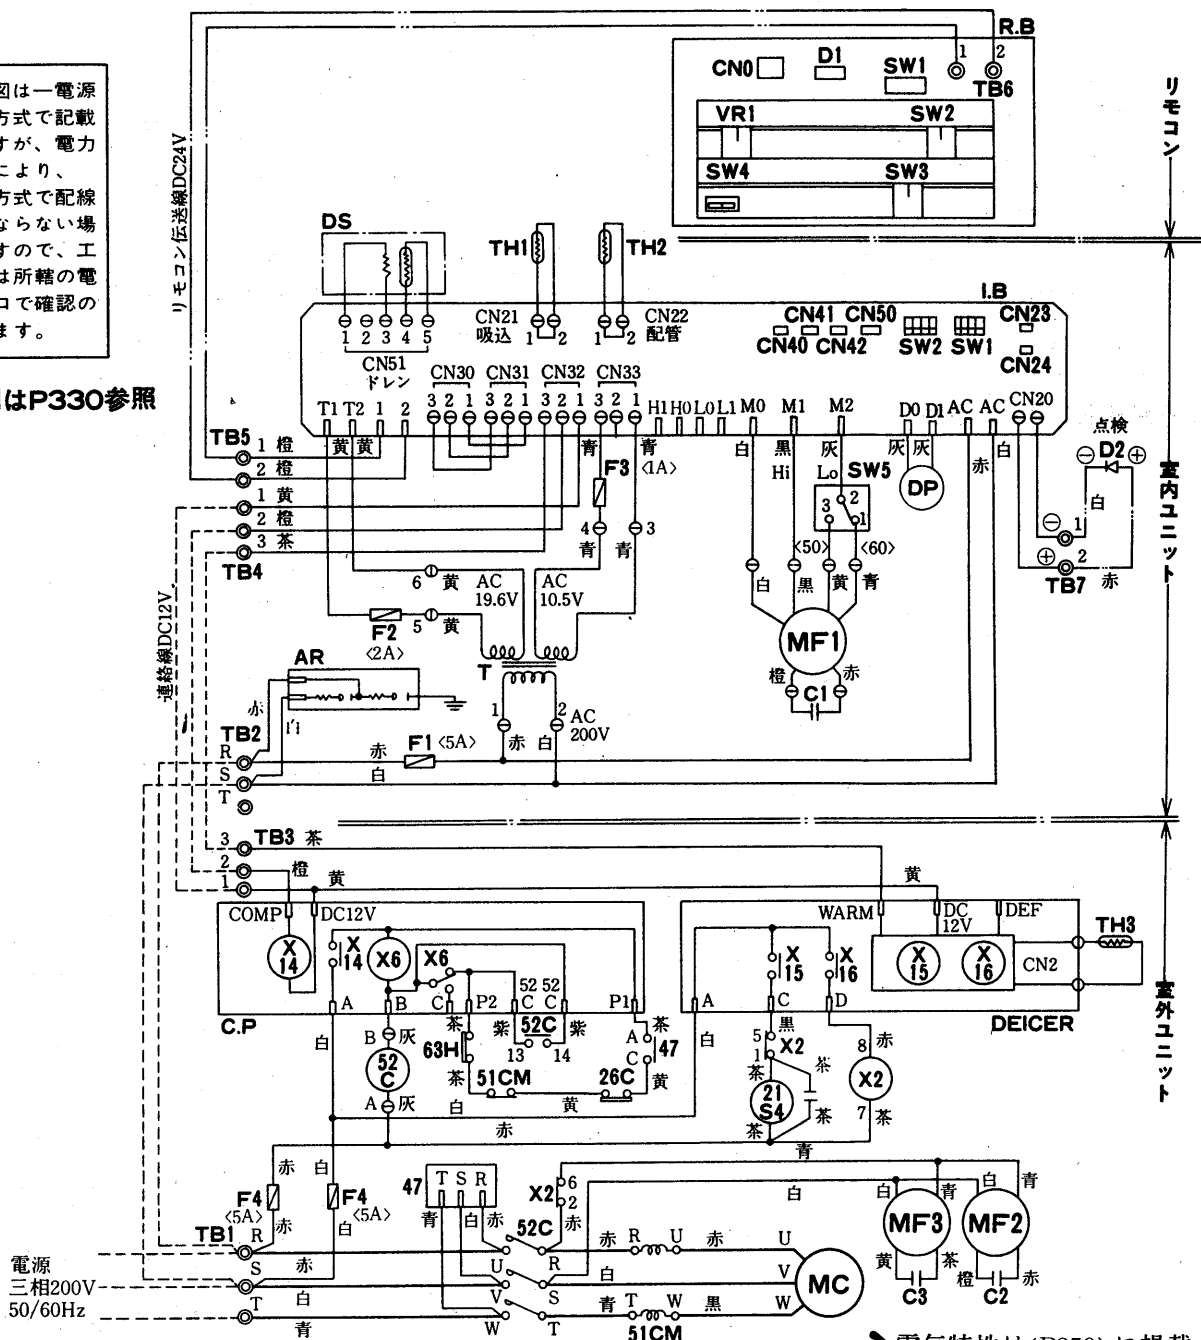 図は一電源
方式で記載
すが、電力
により、
方式で配線
ならない場
すので、工
は所轄の電
コで確認の
ます。
はP330参照
R.B
CN0 D1 SW1 1 2
TB6
VR1 SW2
SW4 SW3
リモコン
リモコン伝送線DC24V
DS TH1 TH2
I.B
CN21 吸込 1 2
CN22 配管 1 2
CN41 CN50
CN40 CN42 SW2 SW1
CN23
CN24
1 2 3 4 5
CN51
ドレン
CN30 CN31 CN32 CN33
3 2 1 3 2 1 3 2 1 3 2 1
T1 T2 1 2
H1 H0 L0 L1 M0 M1 M2 D0 D1 AC AC CN20
TB5
1 橙 黄 黄
2 橙
1 黄
2 橙
3 茶
TB4
青 F3 青 〈1A〉
4 3
青 青
白 黒 灰 灰 灰 赤 白
Hi Lo SW5
3 2 1
〈50〉 〈60〉
DP
点検
⊖ D2 ⊕
白
⊖ 1
⊕ 2
TB7 赤
室内ユニット
6 黄 AC 19.6V
AC 10.5V
5 黄
F2
〈2A〉
T
白 黒 黄 青
MF1
橙 赤
C1
連絡線DC12V
AR
赤 白
1 2
赤 白 AC 200V
TB2
R 赤 F1 〈5A〉
S 白
T
3 TB3 茶
2 橙
1 黄
黄
COMP DC12V
X14 X14 X6 X6
A B C P2 52C 52C P1
C.P
WARM DC 12V DEF
X15 X16 X15 X16
CN2
TH3
A C D
DEICER
室外ユニット
白 B 灰 茶 紫 52C 紫 茶
63H 13 14 A C 47
52C
A 灰 茶 51CM 26C 黄
白 黄
赤
白 黒 赤
5 1 X2 茶 8
茶 21S4 茶 X2
茶 7 茶
青
赤 白
F4 F4
〈5A〉 〈5A〉
赤 白
47 T S R
青 白 赤
X2 6 2
52C 赤
白
白 青 白 青
MF3 MF2
黄 茶 橙 赤
C3 C2
TB1
R 赤
S 白
T 青
電源
三相200V
50/60Hz
U R 赤 R U 赤 U
V S 白 V
W T 青 T W 黒 W
51CM
MC
電気特性は(P350)に掲載